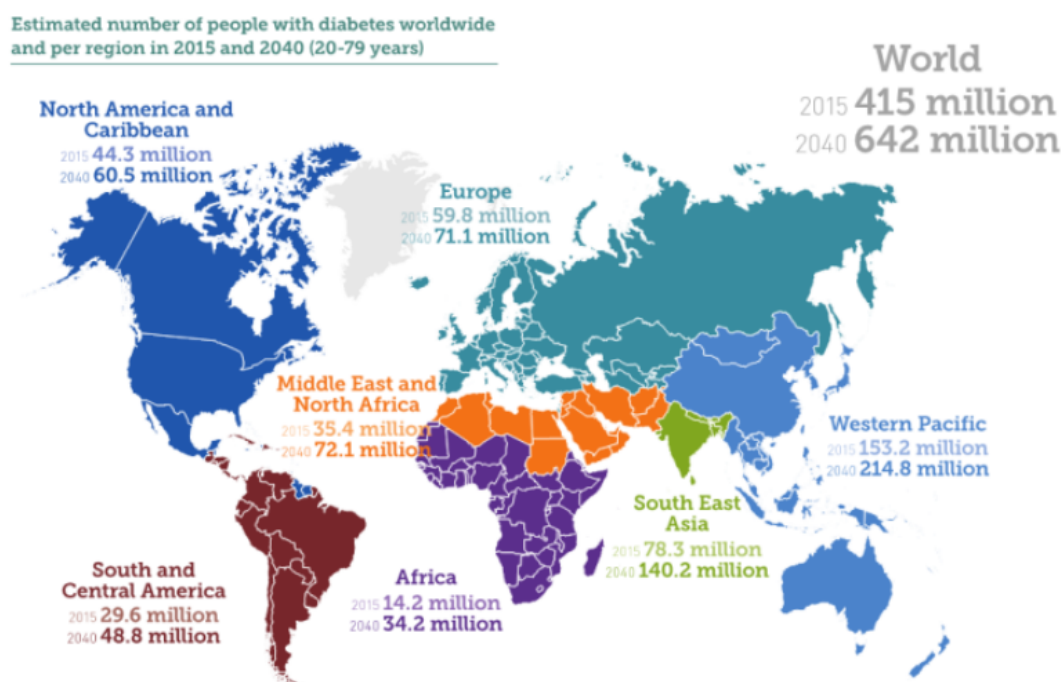 Estimated number of people with diabetes worldwide
and per region in 2015 and 2040 (20-79 years)
World
2015 415 million
2040 642 million
North America and
Caribbean
2015 44.3 million
2040 60.5 million
Europe
2015 59.8 million
2040 71.1 million
Middle East and
North Africa
2015 35.4 million
2040 72.1 million
Western Pacific
2015 153.2 million
2040 214.8 million
South East
Asia
2015 78.3 million
2040 140.2 million
South and
Central America
2015 29.6 million
2040 48.8 million
Africa
2015 14.2 million
2040 34.2 million